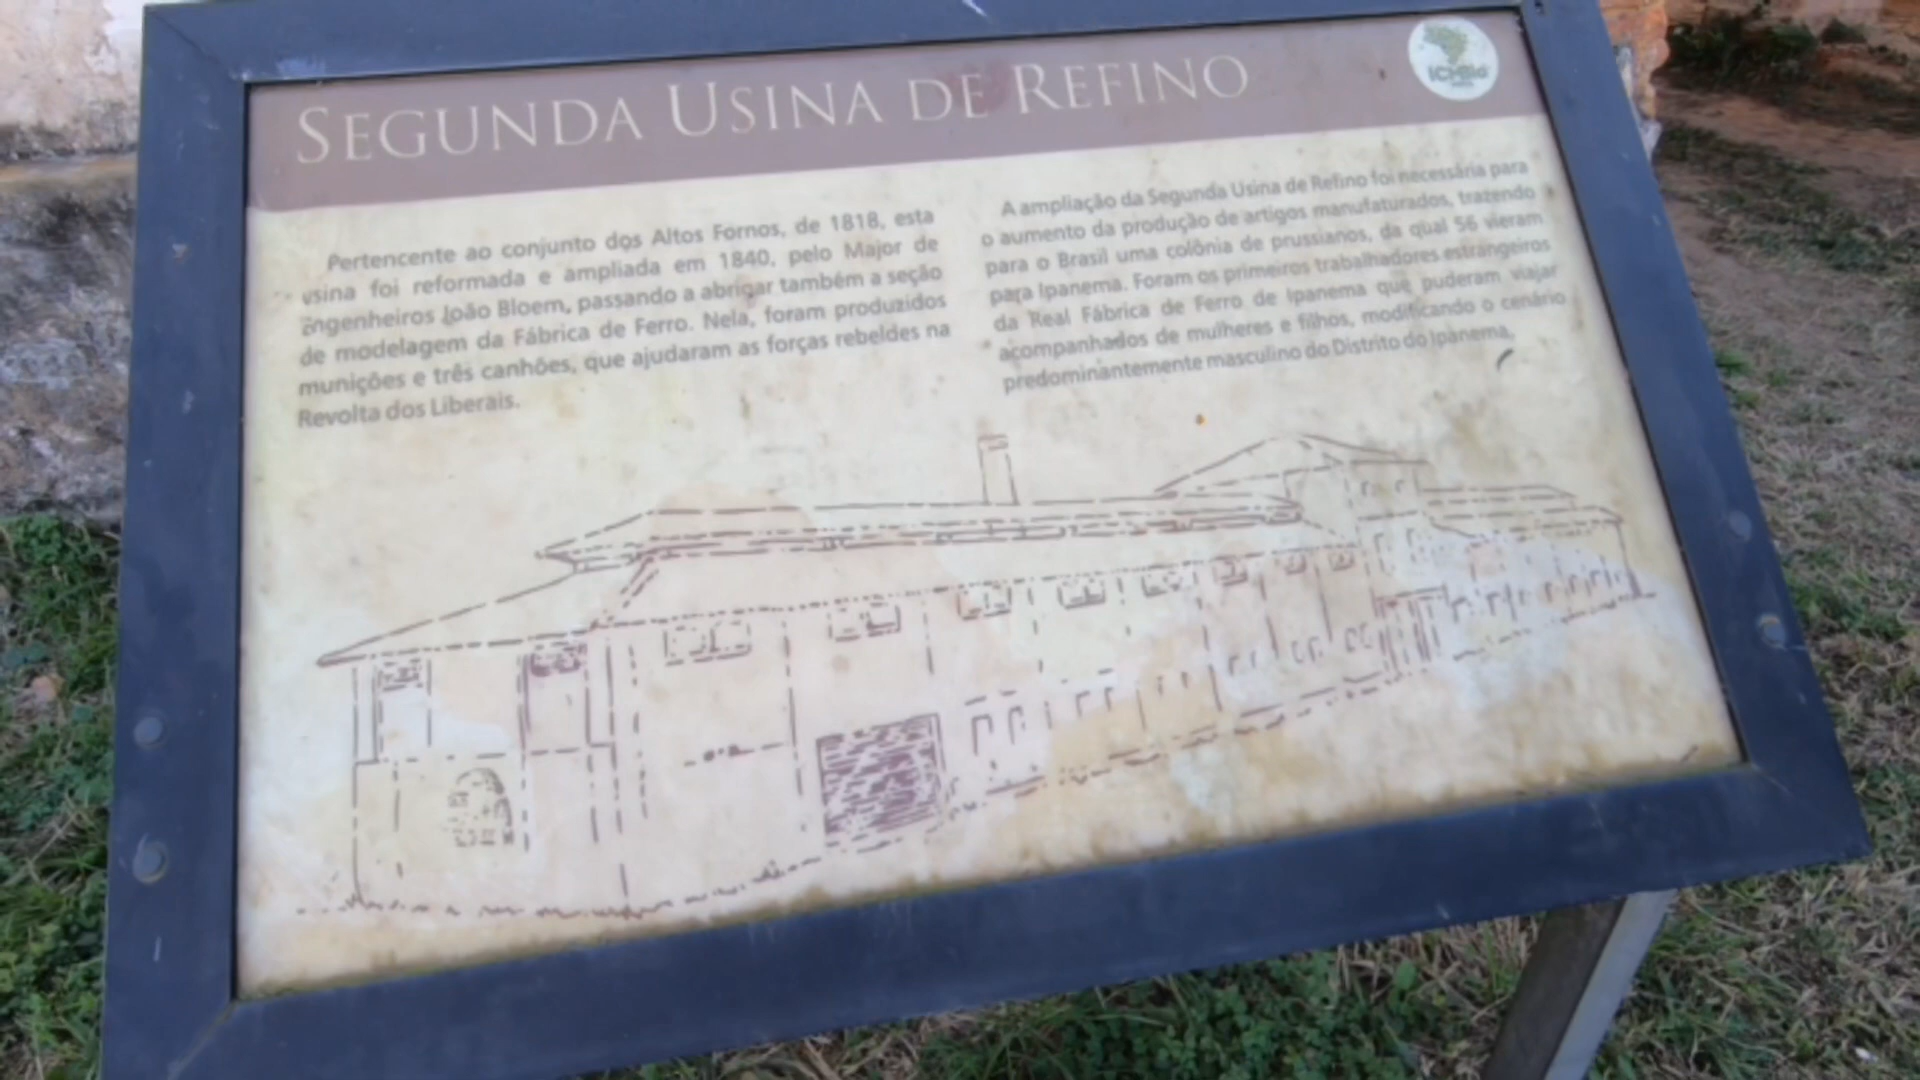 SEGUNDA USINA DE REFINO
ICMBio
Pertencente ao conjunto dos Altos Fornos, de 1818, esta
usina foi reformada e ampliada em 1840, pelo Major de
Engenheiros João Bloem, passando a abrigar também a seção
de modelagem da Fábrica de Ferro. Nela, foram produzidos
munições e três canhões, que ajudaram as forças rebeldes na
Revolta dos Liberais.
A ampliação da Segunda Usina de Refino foi necessária para
o aumento da produção de artigos manufaturados, trazendo
para o Brasil uma colônia de prussianos, da qual 56 vieram
para Ipanema. Foram os primeiros trabalhadores estrangeiros
da Real Fábrica de Ferro de Ipanema que puderam viajar
acompanhados de mulheres e filhos, modificando o cenário
predominantemente masculino do Distrito do Ipanema.